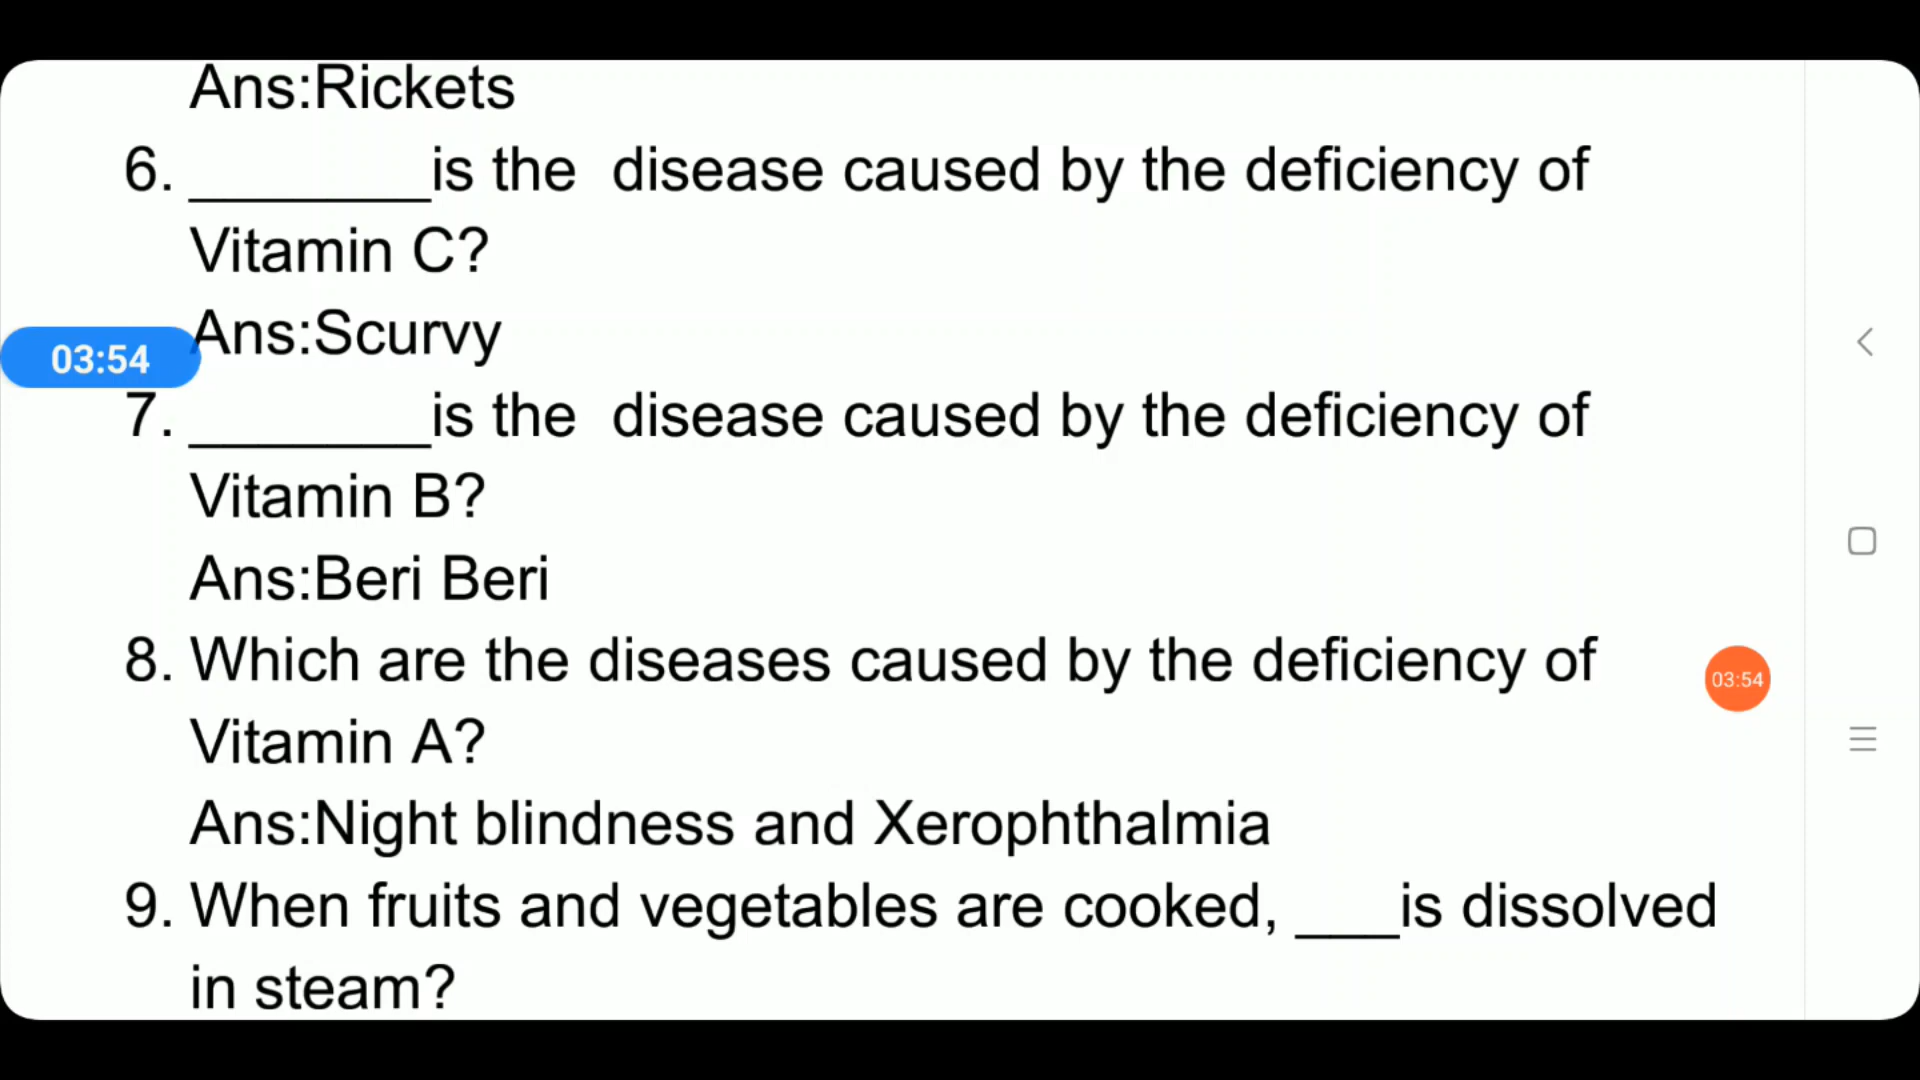 Ans:Rickets
6. _______is the  disease caused by the deficiency of
Vitamin C?
Ans:Scurvy
03:54
7. _______is the  disease caused by the deficiency of
Vitamin B?
Ans:Beri Beri
8. Which are the diseases caused by the deficiency of
03:54
Vitamin A?
Ans:Night blindness and Xerophthalmia
9. When fruits and vegetables are cooked, ___is dissolved
in steam?